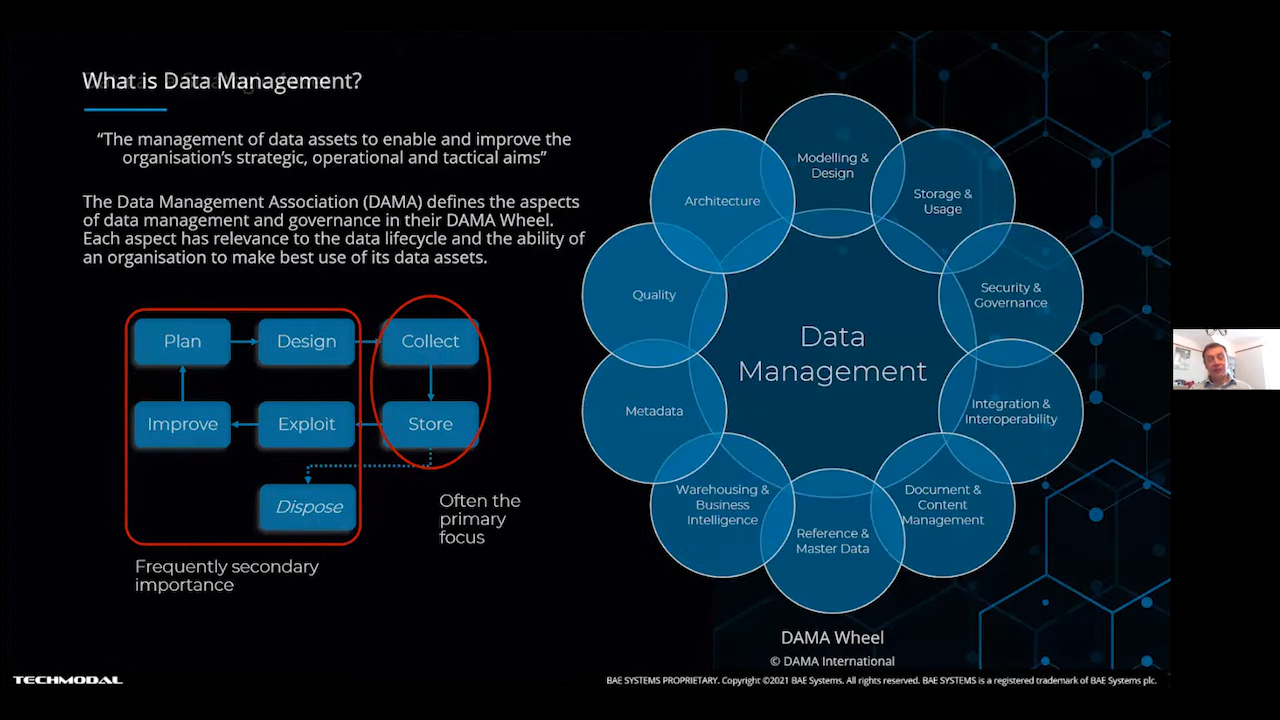 What is Data Management?
“The management of data assets to enable and improve the
organisation’s strategic, operational and tactical aims”
The Data Management Association (DAMA) defines the aspects
of data management and governance in their DAMA Wheel.
Each aspect has relevance to the data lifecycle and the ability of
an organisation to make best use of its data assets.
Plan
Design
Collect
Improve
Exploit
Store
Dispose
Often the
primary
focus
Frequently secondary
importance
Modelling &
Design
Storage &
Usage
Security &
Governance
Integration &
Interoperability
Document &
Content
Management
Reference &
Master Data
Warehousing &
Business
Intelligence
Metadata
Quality
Architecture
Data
Management
DAMA Wheel
© DAMA International
TECHMODAL
BAE SYSTEMS PROPRIETARY. Copyright ©2021 BAE Systems. All rights reserved. BAE SYSTEMS is a registered trademark of BAE Systems plc.